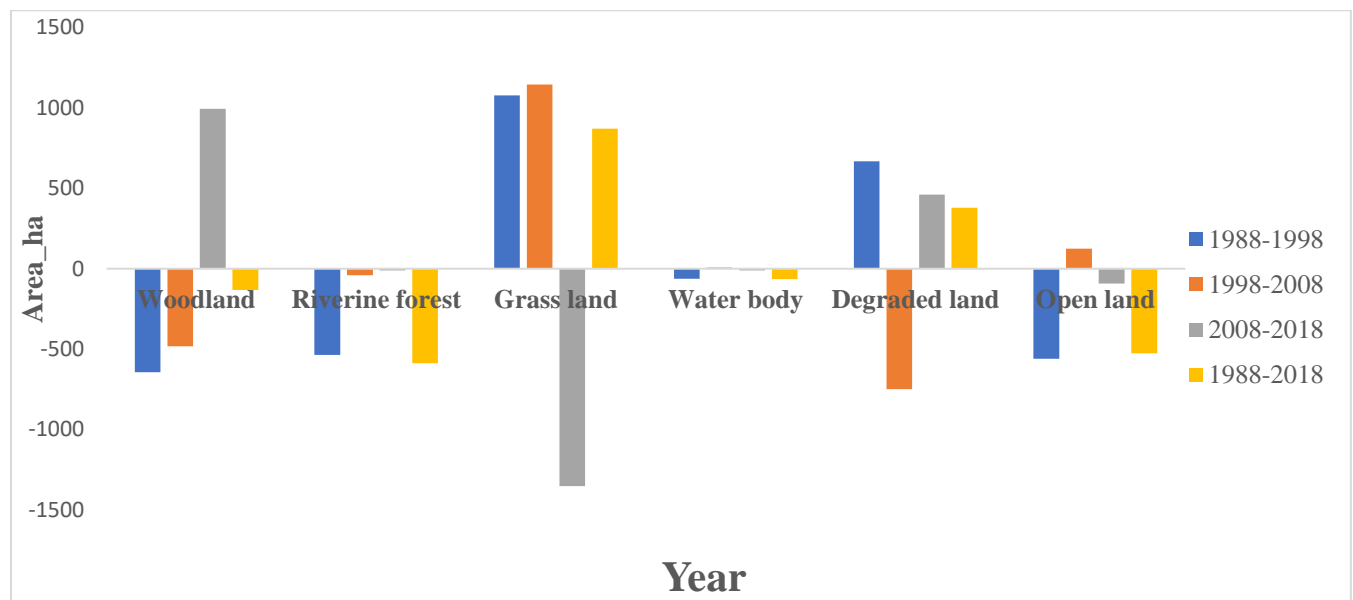 1500
1000
500
0
-500
-1000
-1500
Area_ha
Woodland
Riverine forest
Grass land
Water body
Degraded land
Open land
Year
1988-1998
1998-2008
2008-2018
1988-2018